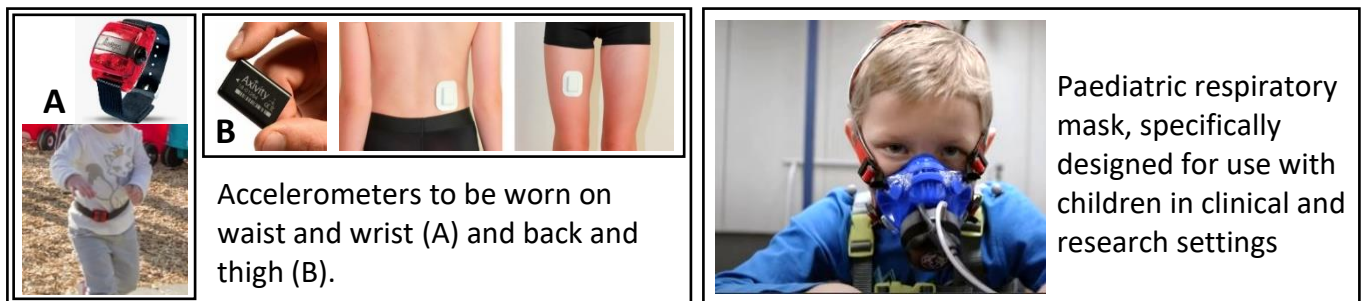 A
B
Axivity
Accelerometers to be worn on
waist and wrist (A) and back and
thigh (B).
Paediatric respiratory
mask, specifically
designed for use with
children in clinical and
research settings